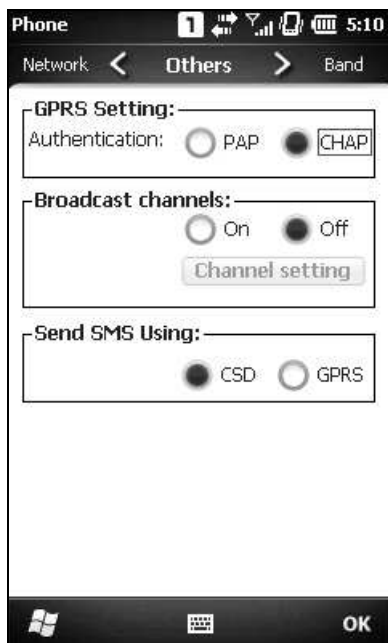 Phone 1 5:10
Network < Others > Band
GPRS Setting:
Authentication: PAP CHAP
Broadcast channels:
On Off
Channel setting
Send SMS Using:
CSD GPRS
OK